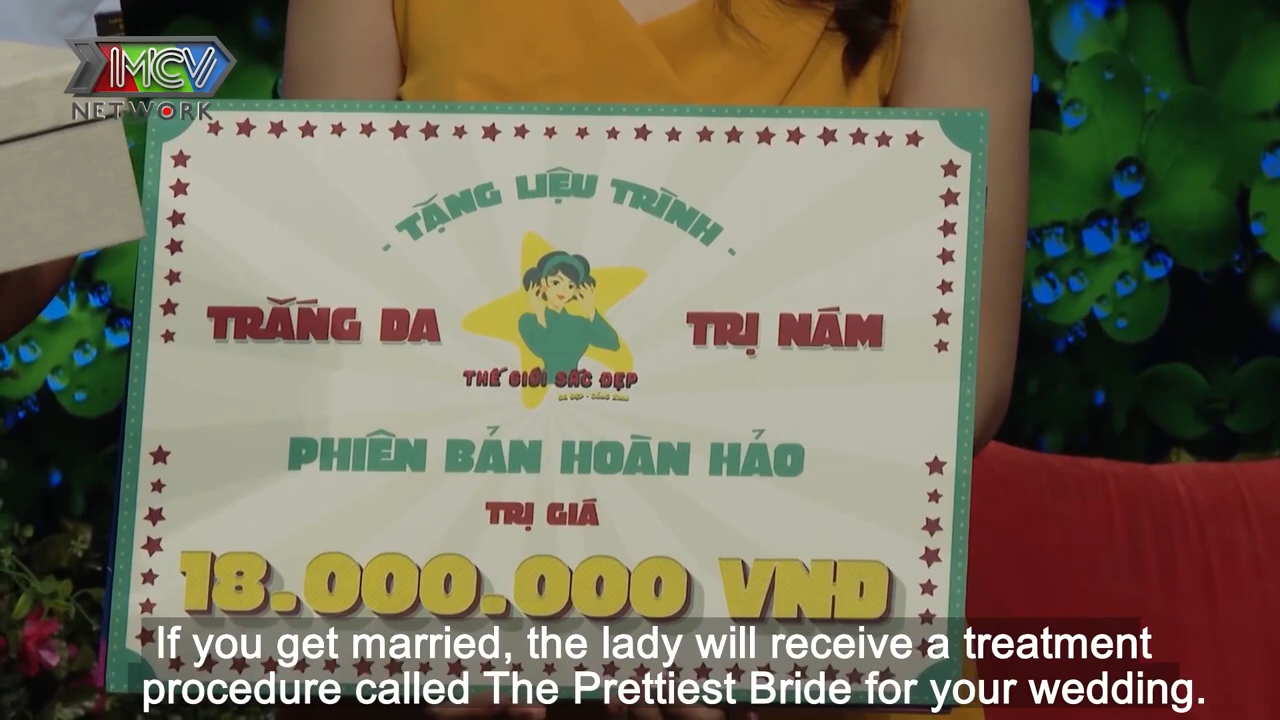 MCV
NETWORK
- TẶNG LIỆU TRÌNH -
TRẮNG DA
TRỊ NÁM
THẾ GIỚI SẮC ĐẸP
PHIÊN BẢN HOÀN HẢO
TRỊ GIÁ
18.000.000 VNĐ
If you get married, the lady will receive a treatment
procedure called The Prettiest Bride for your wedding.